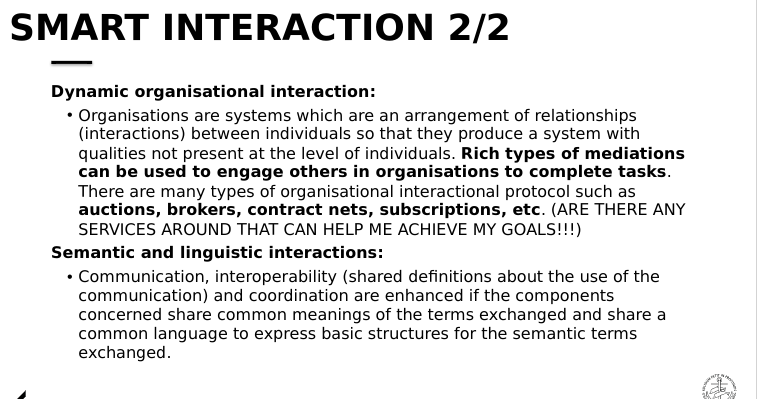 SMART INTERACTION 2/2
Dynamic organisational interaction:
• Organisations are systems which are an arrangement of relationships
(interactions) between individuals so that they produce a system with
qualities not present at the level of individuals. Rich types of mediations
can be used to engage others in organisations to complete tasks.
There are many types of organisational interactional protocol such as
auctions, brokers, contract nets, subscriptions, etc. (ARE THERE ANY
SERVICES AROUND THAT CAN HELP ME ACHIEVE MY GOALS!!!)
Semantic and linguistic interactions:
• Communication, interoperability (shared definitions about the use of the
communication) and coordination are enhanced if the components
concerned share common meanings of the terms exchanged and share a
common language to express basic structures for the semantic terms
exchanged.